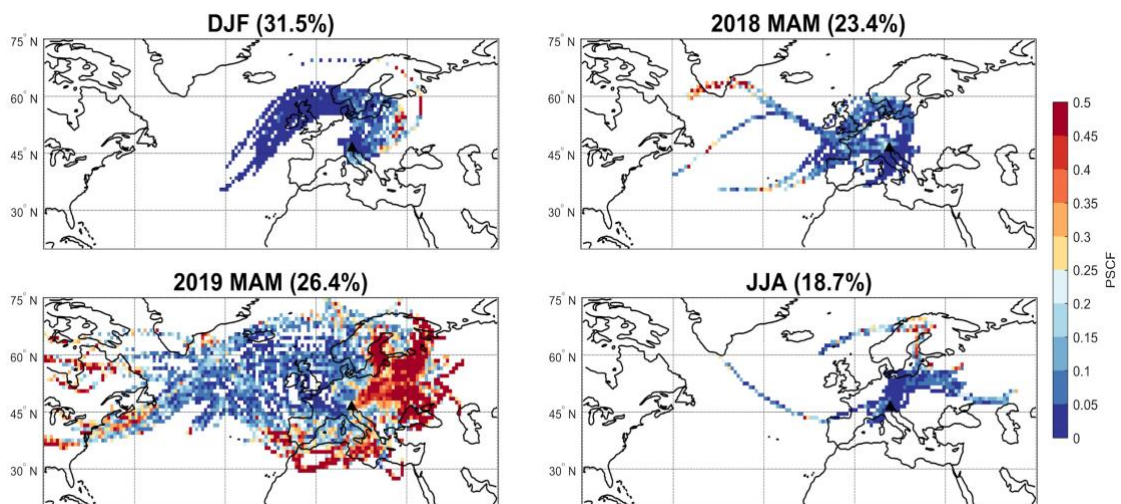 DJF (31.5%)
2018 MAM (23.4%)
75° N
60° N
45° N
30° N
75° N
60° N
45° N
30° N
2019 MAM (26.4%)
JJA (18.7%)
75° N
60° N
45° N
30° N
75° N
60° N
45° N
30° N
0.5
0.45
0.4
0.35
0.3
0.25
0.2
0.15
0.1
0.05
0
PSCF